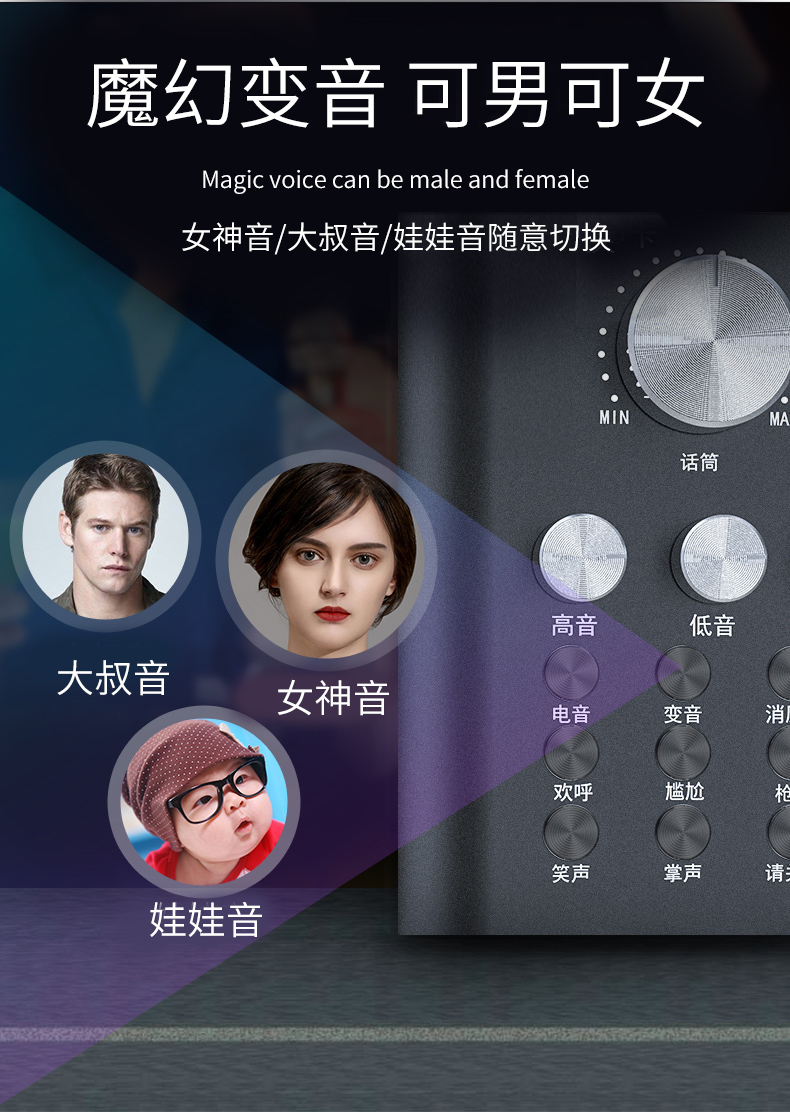 魔幻变音 可男可女
Magic voice can be male and female
女神音/大叔音/娃娃音随意切换
MIN
话筒
高音 低音
大叔音
女神音
电音 变音
欢呼 尴尬
笑声 掌声
娃娃音